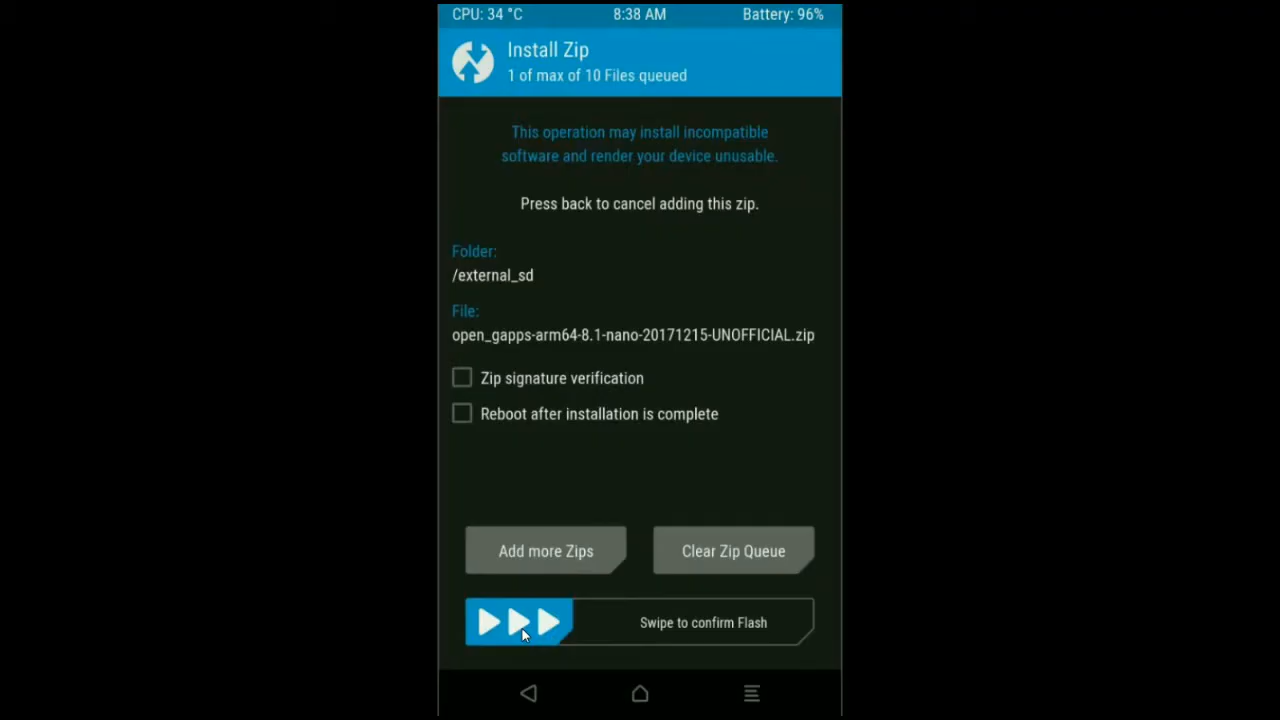 CPU: 34 °C 8:38 AM Battery: 96%
Install Zip
1 of max of 10 Files queued
This operation may install incompatible
software and render your device unusable.
Press back to cancel adding this zip.
Folder:
/external_sd
File:
open_gapps-arm64-8.1-nano-20171215-UNOFFICIAL.zip
Zip signature verification
Reboot after installation is complete
Add more Zips Clear Zip Queue
Swipe to confirm Flash